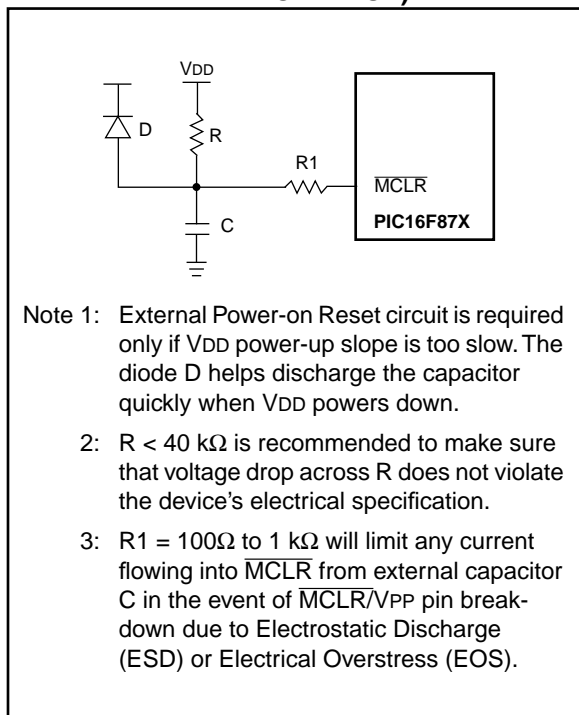 VDD
D
R
R1
MCLR
C
PIC16F87X
Note 1: External Power-on Reset circuit is required
only if VDD power-up slope is too slow. The
diode D helps discharge the capacitor
quickly when VDD powers down.
2: R < 40 kΩ is recommended to make sure
that voltage drop across R does not violate
the device's electrical specification.
3: R1 = 100Ω to 1 kΩ will limit any current
flowing into MCLR from external capacitor
C in the event of MCLR/VPP pin break-
down due to Electrostatic Discharge
(ESD) or Electrical Overstress (EOS).